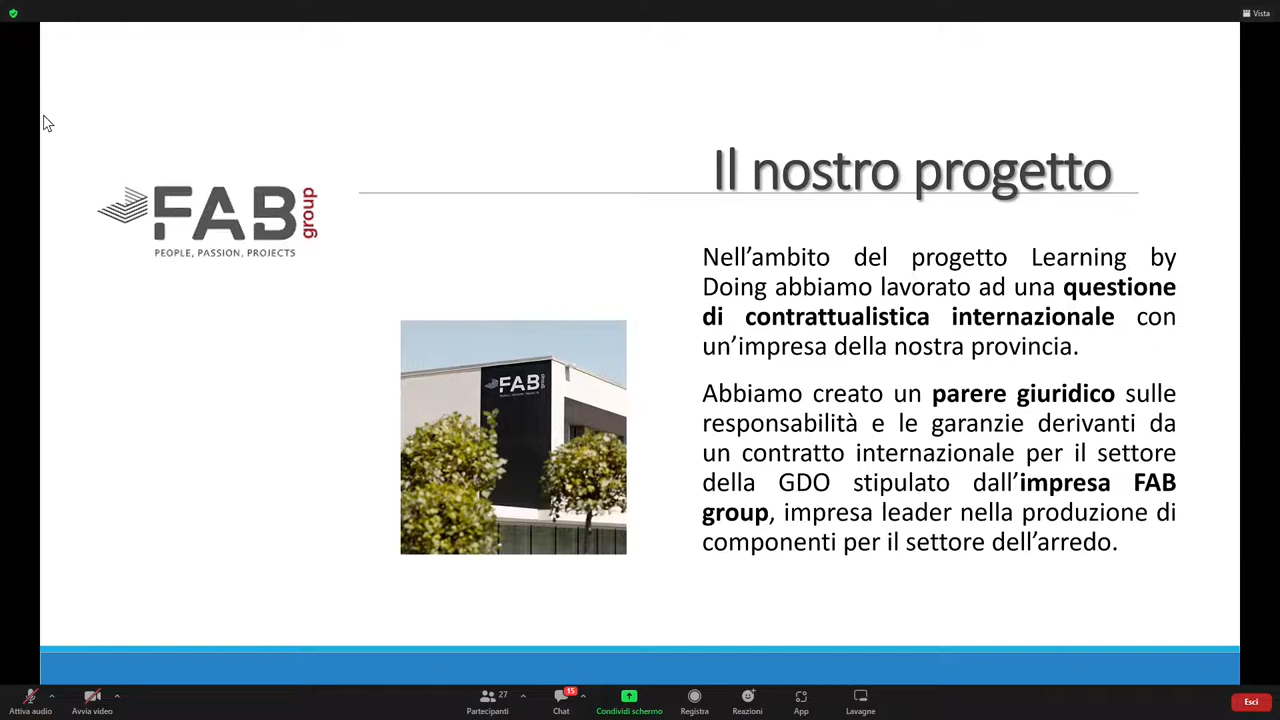 Vista
Il nostro progetto
FAB group
PEOPLE, PASSION, PROJECTS
Nell’ambito del progetto Learning by
Doing abbiamo lavorato ad una questione
di contrattualistica internazionale con
un’impresa della nostra provincia.
Abbiamo creato un parere giuridico sulle
responsabilità e le garanzie derivanti da
un contratto internazionale per il settore
della GDO stipulato dall’impresa FAB
group, impresa leader nella produzione di
componenti per il settore dell’arredo.
FAB group
Attiva audio
Avvia video
27
Partecipanti
15
Chat
Condividi schermo
Registra
Reazioni
App
Lavagne
Esci